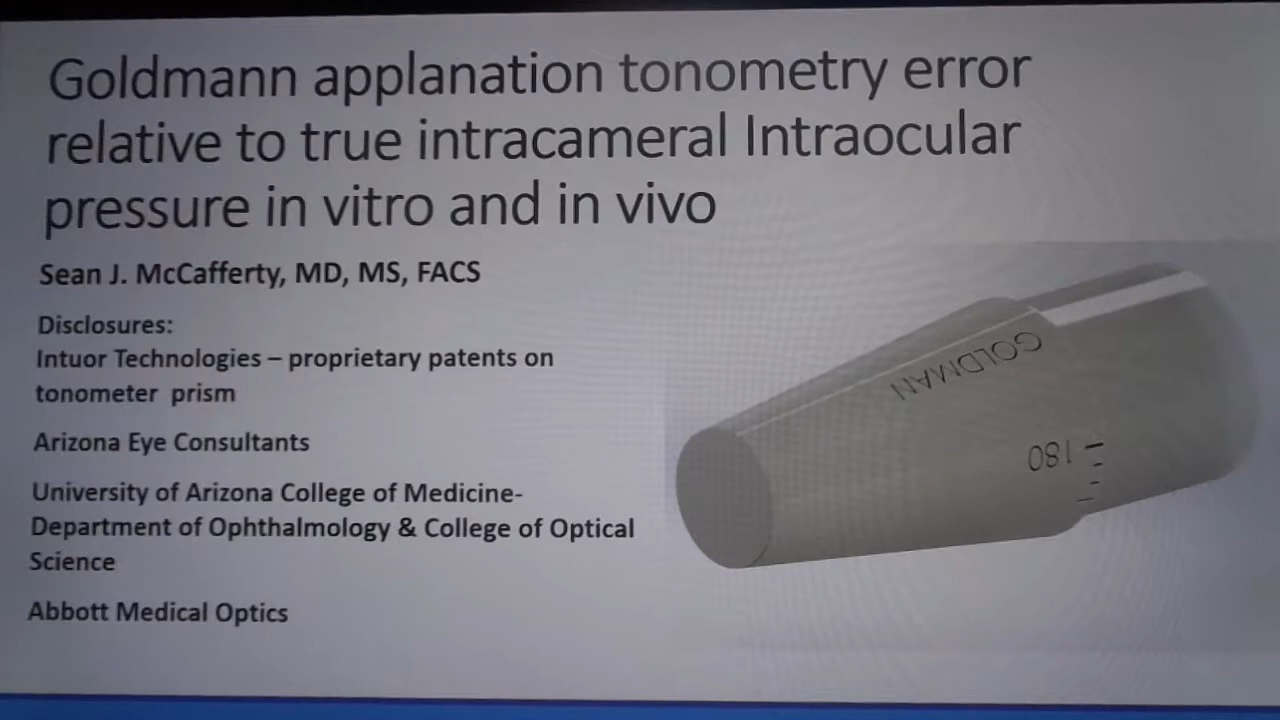 Goldmann applanation tonometry error
relative to true intracameral Intraocular
pressure in vitro and in vivo
Sean J. McCafferty, MD, MS, FACS
Disclosures:
Intuor Technologies – proprietary patents on
tonometer prism
Arizona Eye Consultants
University of Arizona College of Medicine-
Department of Ophthalmology & College of Optical
Science
Abbott Medical Optics
GOLDMAN
180